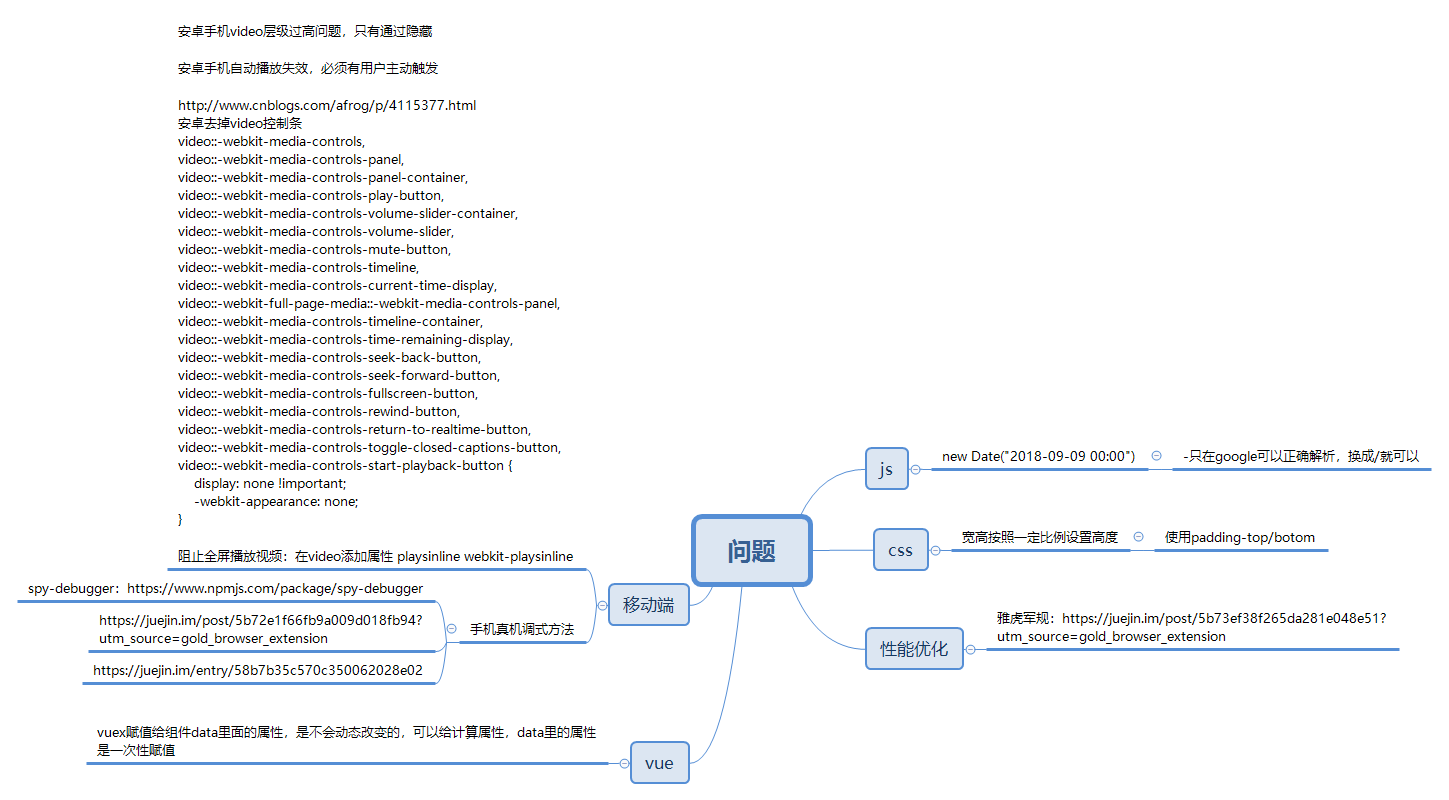 安卓手机video层级过高问题，只有通过隐藏
安卓手机自动播放失效，必须有用户主动触发
http://www.cnblogs.com/afrog/p/4115377.html
安卓去掉video控制条
video::-webkit-media-controls,
video::-webkit-media-controls-panel,
video::-webkit-media-controls-panel-container,
video::-webkit-media-controls-play-button,
video::-webkit-media-controls-volume-slider-container,
video::-webkit-media-controls-volume-slider,
video::-webkit-media-controls-mute-button,
video::-webkit-media-controls-timeline,
video::-webkit-media-controls-current-time-display,
video::-webkit-full-page-media::-webkit-media-controls-panel,
video::-webkit-media-controls-timeline-container,
video::-webkit-media-controls-time-remaining-display,
video::-webkit-media-controls-seek-back-button,
video::-webkit-media-controls-seek-forward-button,
video::-webkit-media-controls-fullscreen-button,
video::-webkit-media-controls-rewind-button,
video::-webkit-media-controls-return-to-realtime-button,
video::-webkit-media-controls-toggle-closed-captions-button,
video::-webkit-media-controls-start-playback-button {
display: none !important;
-webkit-appearance: none;
}
阻止全屏播放视频：在video添加属性 playsinline webkit-playsinline
spy-debugger：https://www.npmjs.com/package/spy-debugger
https://juejin.im/post/5b72e1f66fb9a009d018fb94?
utm_source=gold_browser_extension
https://juejin.im/entry/58b7b35c570c350062028e02
手机真机调式方法
移动端
vuex赋值给组件data里面的属性，是不会动态改变的，可以给计算属性，data里的属性
是一次性赋值
vue
问题
js
new Date("2018-09-09 00:00")
-只在google可以正确解析，换成/就可以
css
宽高按照一定比例设置高度
使用padding-top/botom
性能优化
雅虎军规：https://juejin.im/post/5b73ef38f265da281e048e51?
utm_source=gold_browser_extension